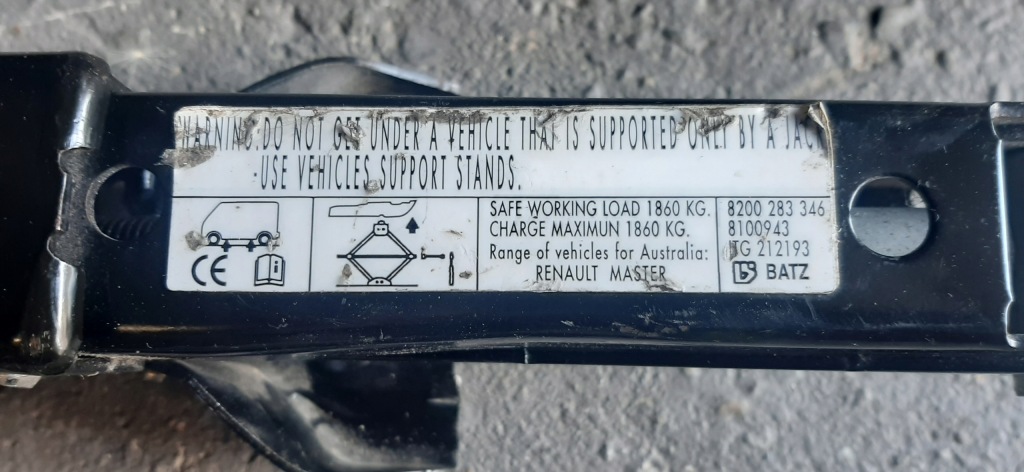 WARNING:DO NOT GET UNDER A VEHICLE THAT IS SUPPORTED ONLY BY A JACK
-USE VEHICLES SUPPORT STANDS.
CE
SAFE WORKING LOAD 1860 KG.
CHARGE MAXIMUN 1860 KG.
Range of vehicles for Australia:
RENAULT MASTER
8200 283 346
8100943
ITG 212193
BATZ